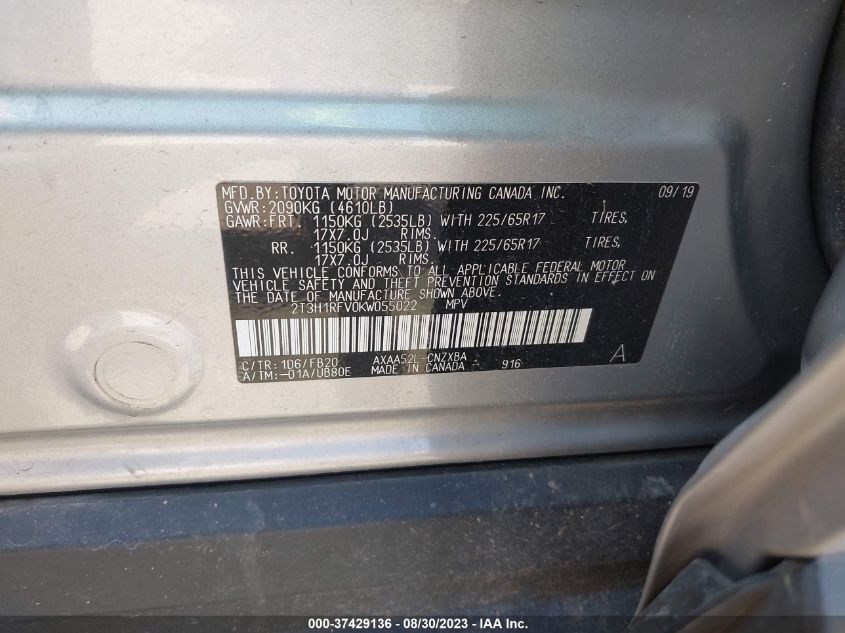 MFD.BY:TOYOTA MOTOR MANUFACTURING CANADA INC. 09/19
GVWR:2090KG (4610LB)
GAWR:FRT. 1150KG (2535LB) WITH 225/65R17 TIRES,
17X7.0J RIMS.
RR. 1150KG (2535LB) WITH 225/65R17 TIRES,
17X7.0J RIMS.
THIS VEHICLE CONFORMS TO ALL APPLICABLE FEDERAL MOTOR
VEHICLE SAFETY AND THEFT PREVENTION STANDARDS IN EFFECT ON
THE DATE OF MANUFACTURE SHOWN ABOVE.
2T3H1RFV0KW055022 MPV
C/TR:1D6/FB20 AXAA52L-CNZXBA A
A/TM:-01A/UB80E MADE IN CANADA 916
000-37429136 - 08/30/2023 - IAA Inc.